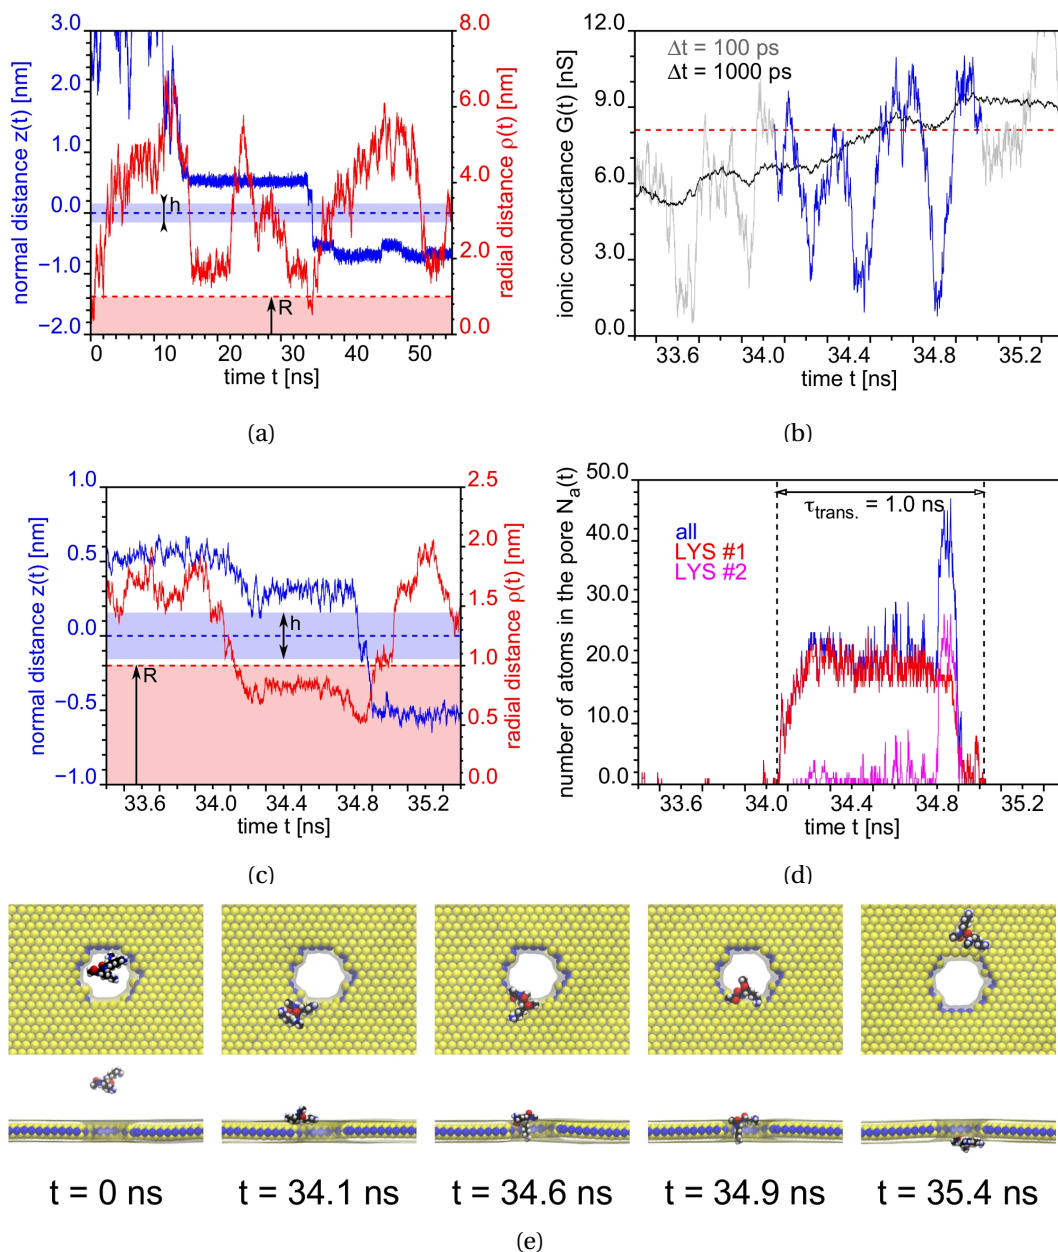 3.0
2.0
1.0
0.0
−1.0
−2.0
normal distance z(t) [nm]
h
R
8.0
6.0
4.0
2.0
0.0
radial distance ρ(t) [nm]
0 10 20 30 40 50
time t [ns]
(a)
12.0
9.0
6.0
3.0
0.0
ionic conductance G(t) [nS]
Δt = 100 ps
Δt = 1000 ps
33.6 34.0 34.4 34.8 35.2
time t [ns]
(b)
1.0
0.5
0.0
−0.5
−1.0
normal distance z(t) [nm]
h
R
2.5
2.0
1.5
1.0
0.5
0.0
radial distance ρ(t) [nm]
33.6 34.0 34.4 34.8 35.2
time t [ns]
(c)
50.0
40.0
30.0
20.0
10.0
0.0
number of atoms in the pore Na(t)
τtrans. = 1.0 ns
all
LYS #1
LYS #2
33.6 34.0 34.4 34.8 35.2
time t [ns]
(d)
t = 0 ns t = 34.1 ns t = 34.6 ns t = 34.9 ns t = 35.4 ns
(e)